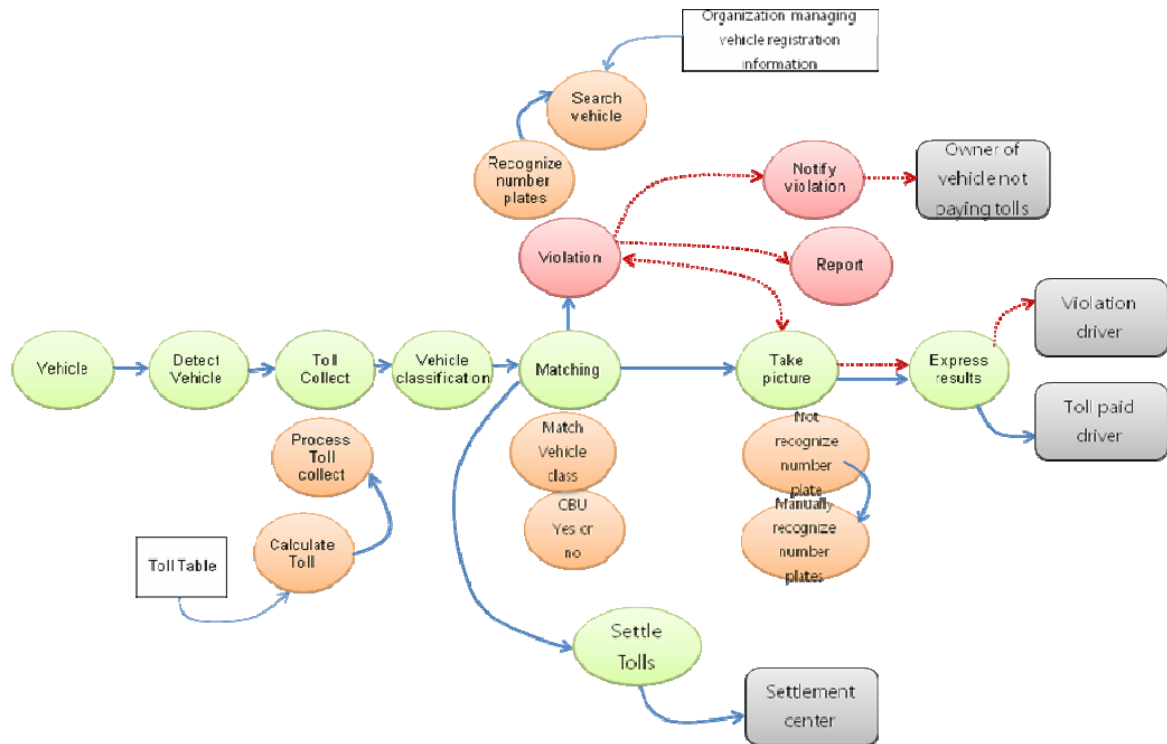 Organization managing
vehicle registration
information
Search
vehicle
Recognize
number
plates
Notify
violation
Owner of
vehicle not
paying tolls
Violation
Report
Violation
driver
Vehicle
Detect
Vehicle
Toll
Collect
Vehicle
classification
Matching
Take
picture
Express
results
Toll paid
driver
Process
Toll
collect
Match
Vehicle
class
Not
recognize
number
plate
CBU
Yes or
no
Manually
recognize
number
plates
Calculate
Toll
Toll Table
Settle
Tolls
Settlement
center